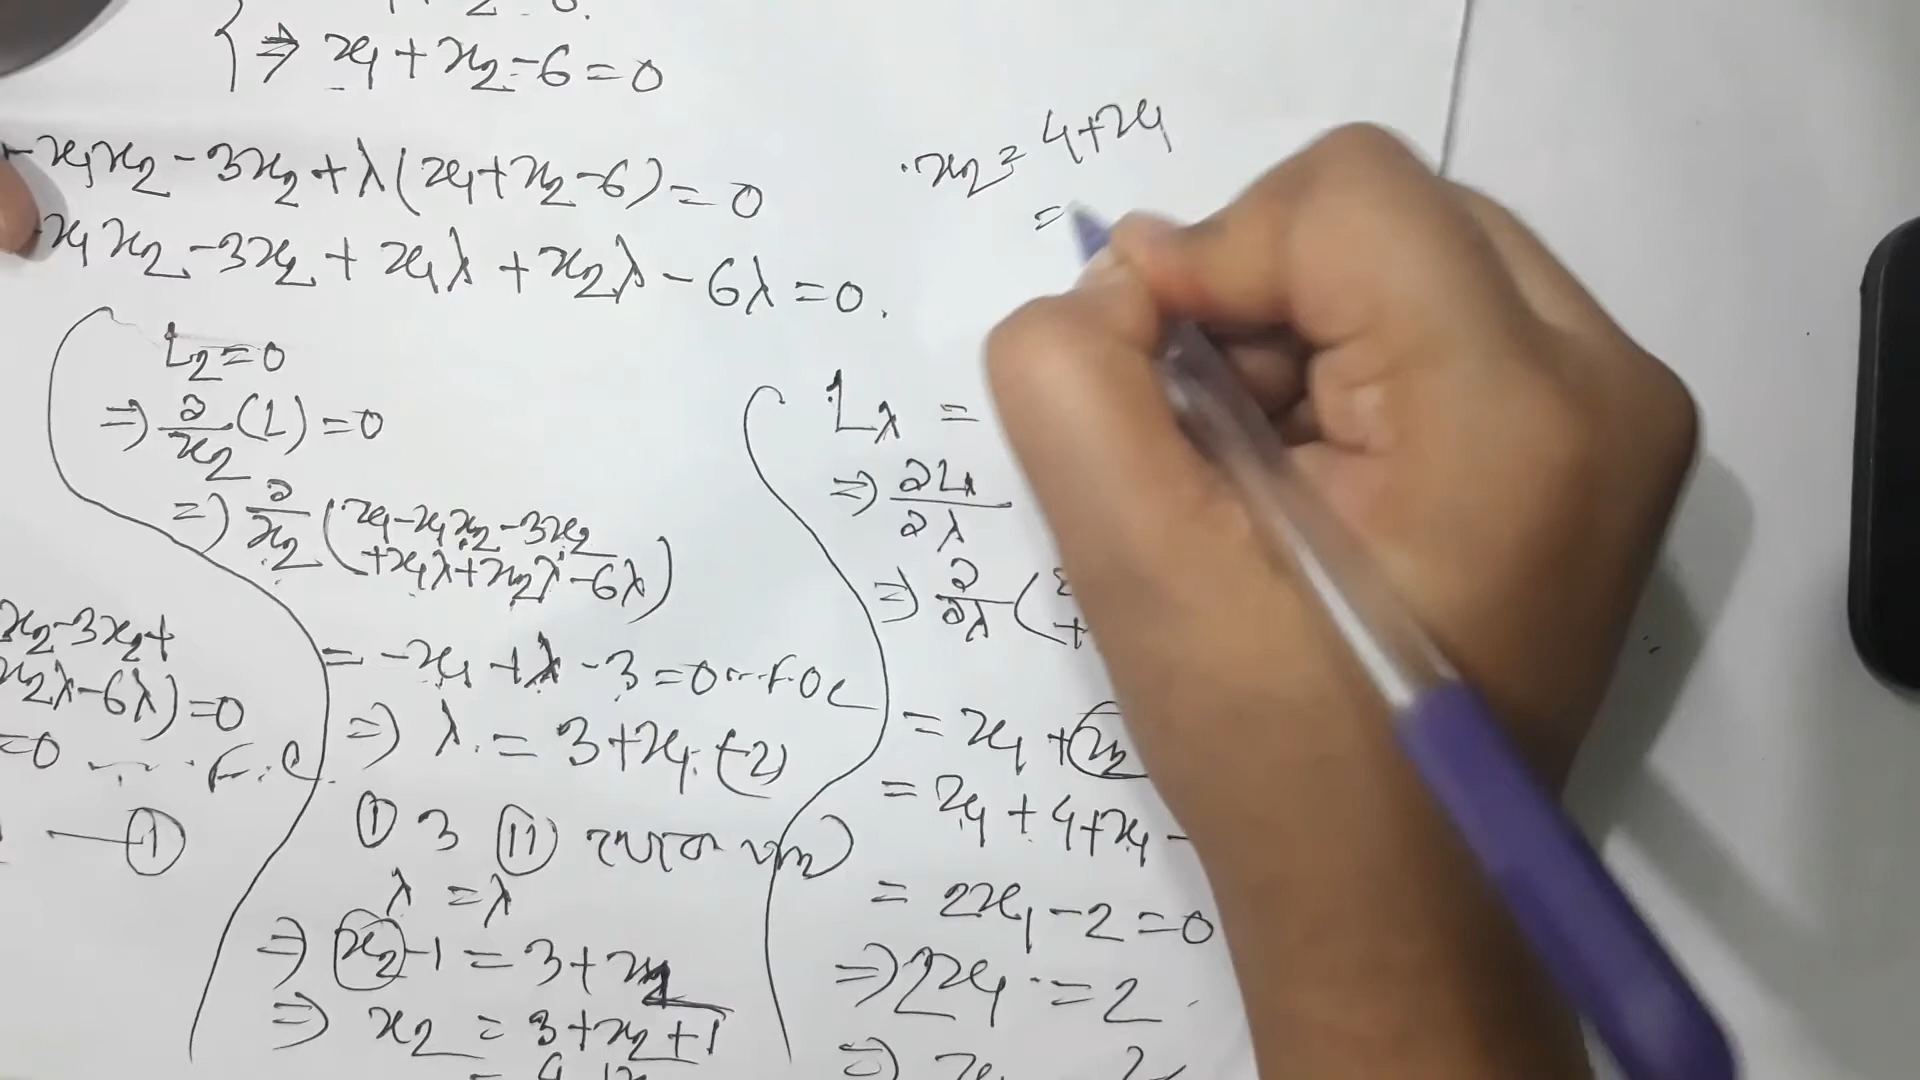 ⇒ x₁ + x₂ - 6 = 0
-x₁x₂ - 3x₂ + λ(x₁+x₂-6) = 0
-x₁x₂ - 3x₂ + x₁λ + x₂λ - 6λ = 0.
x₂ = 4+x₁
=
L₂ = 0
⇒ ∂/x₂ (L) = 0
⇒ ∂/x₂ (x₁-x₁x₂-3x₂
+x₁λ+x₂λ-6λ)
= -x₁ + λ - 3 = 0 ... F.O.C
⇒ λ = 3+x₁ (2)
① ও ⑪
λ = λ
⇒ x₂-1 = 3+x₁
⇒ x₂ = 3+x₂+1
x₂-3x₂+
x₂λ-6λ)=0
=0
①
Lλ =
⇒ ∂L/∂λ
⇒ ∂/∂λ (
= x₁ + x₂
= x₁ + 4+x₁ -
= 2x₁ - 2 = 0
⇒ 2x₁ = 2